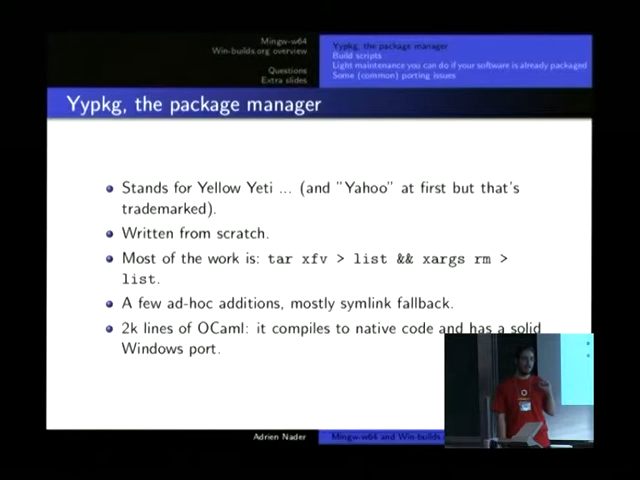 Mingw-w64
Win-builds.org overview
Questions
Extra slides
Yypkg, the package manager
Build scripts
Light maintenance you can do if your software is already packaged
Some (common) porting issues
Yypkg, the package manager
Stands for Yellow Yeti ... (and "Yahoo" at first but that's
trademarked).
Written from scratch.
Most of the work is: tar xfv > list && xargs rm >
list.
A few ad-hoc additions, mostly symlink fallback.
2k lines of OCaml: it compiles to native code and has a solid
Windows port.
Adrien Nader
Mingw-w64 and Win-builds